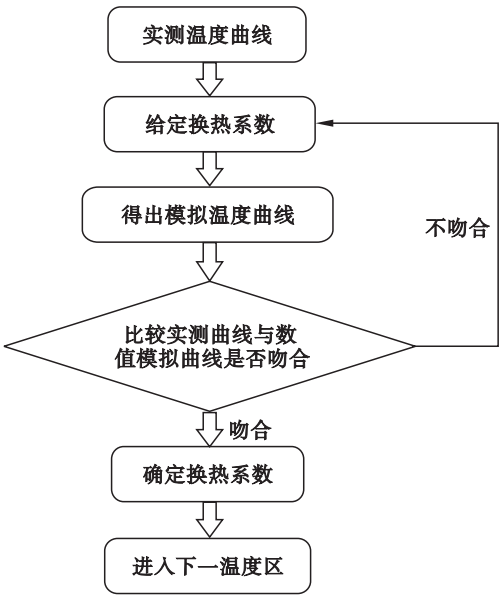 实测温度曲线
给定换热系数
得出模拟温度曲线
不吻合
比较实测曲线与数
值模拟曲线是否吻合
吻合
确定换热系数
进入下一温度区